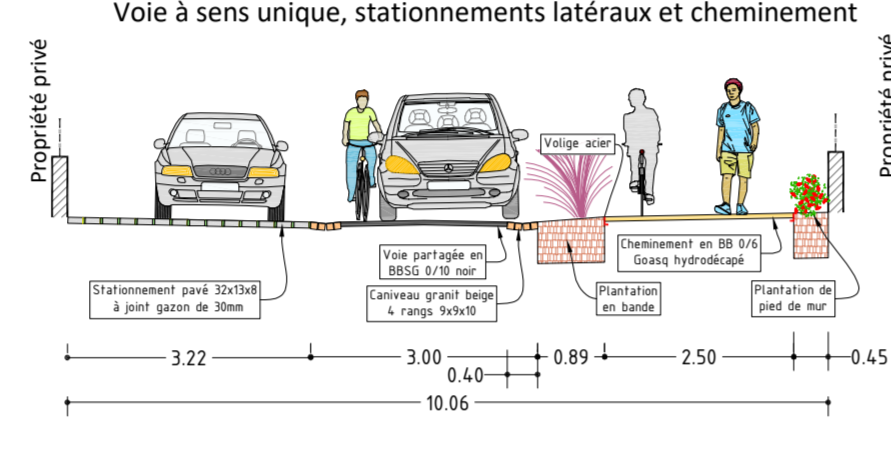 Voie à sens unique, stationnements latéraux et cheminement
Propriété privé
Propriété privé
Volige acier
Stationnement pavé 32x13x8
à joint gazon de 30mm
Voie partagée en
BBSG 0/10 noir
Caniveau granit beige
4 rangs 9x9x10
Cheminement en BB 0/6
Goasq hydrodécapé
Plantation
en bande
Plantation de
pied de mur
3.22
3.00
0.89
2.50
0.45
0.40
10.06